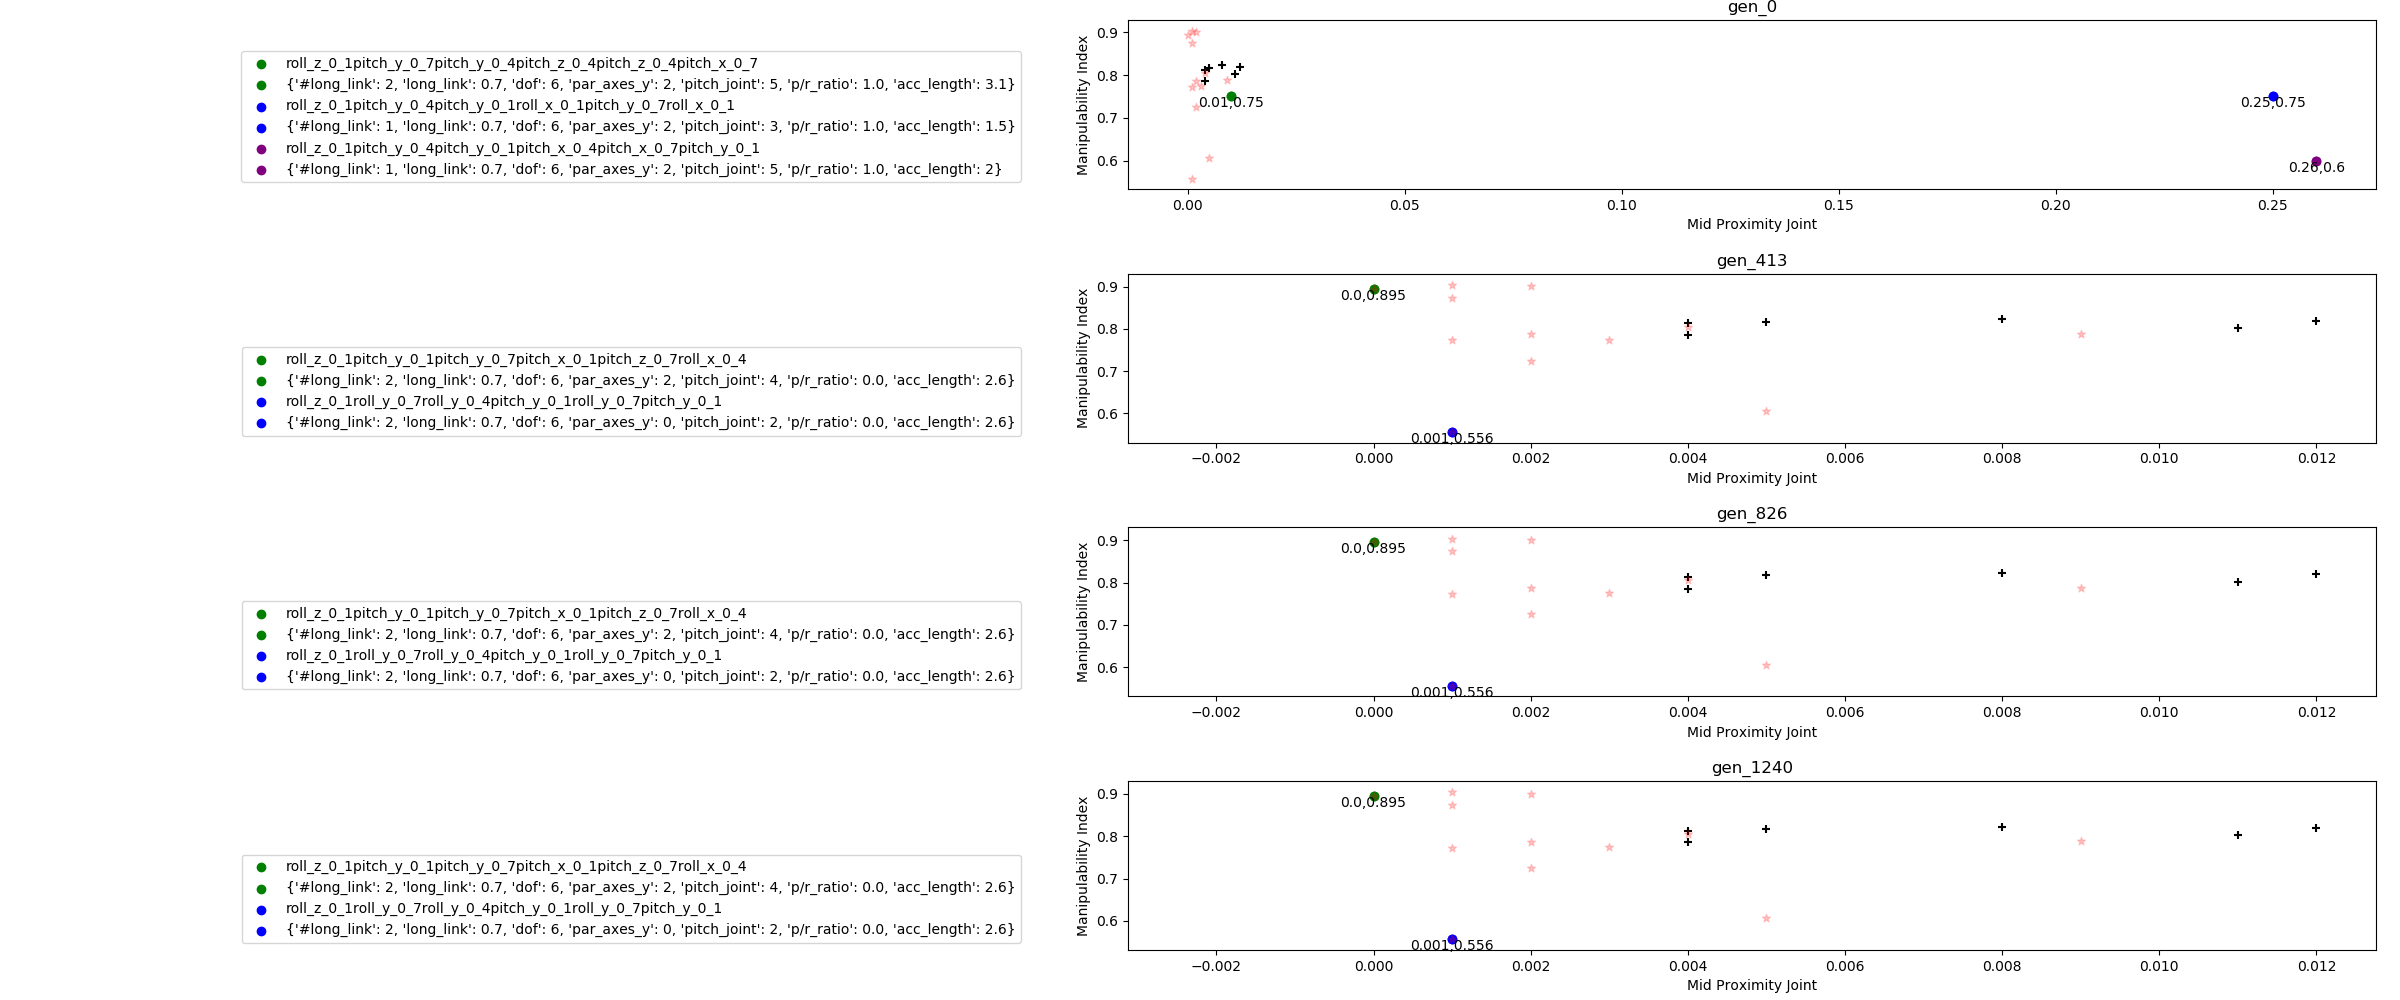 gen_0
roll_z_0_1pitch_y_0_7pitch_y_0_4pitch_z_0_4pitch_z_0_4pitch_x_0_7
{'#long_link': 2, 'long_link': 0.7, 'dof': 6, 'par_axes_y': 2, 'pitch_joint': 5, 'p/r_ratio': 1.0, 'acc_length': 3.1}
roll_z_0_1pitch_y_0_4pitch_y_0_1roll_x_0_1pitch_y_0_7roll_x_0_1
{'#long_link': 1, 'long_link': 0.7, 'dof': 6, 'par_axes_y': 2, 'pitch_joint': 3, 'p/r_ratio': 1.0, 'acc_length': 1.5}
roll_z_0_1pitch_y_0_4pitch_y_0_1pitch_x_0_4pitch_x_0_7pitch_y_0_1
{'#long_link': 1, 'long_link': 0.7, 'dof': 6, 'par_axes_y': 2, 'pitch_joint': 5, 'p/r_ratio': 1.0, 'acc_length': 2}
Manipulability Index
0.9
0.8
0.7
0.6
0.01,0.75
0.25,0.75
0.26,0.6
0.00 0.05 0.10 0.15 0.20 0.25
Mid Proximity Joint
gen_413
roll_z_0_1pitch_y_0_1pitch_y_0_7pitch_x_0_1pitch_z_0_7roll_x_0_4
{'#long_link': 2, 'long_link': 0.7, 'dof': 6, 'par_axes_y': 2, 'pitch_joint': 4, 'p/r_ratio': 0.0, 'acc_length': 2.6}
roll_z_0_1roll_y_0_7roll_y_0_4pitch_y_0_1roll_y_0_7pitch_y_0_1
{'#long_link': 2, 'long_link': 0.7, 'dof': 6, 'par_axes_y': 0, 'pitch_joint': 2, 'p/r_ratio': 0.0, 'acc_length': 2.6}
Manipulability Index
0.9
0.8
0.7
0.6
0.0,0.895
0.001,0.556
−0.002 0.000 0.002 0.004 0.006 0.008 0.010 0.012
Mid Proximity Joint
gen_826
roll_z_0_1pitch_y_0_1pitch_y_0_7pitch_x_0_1pitch_z_0_7roll_x_0_4
{'#long_link': 2, 'long_link': 0.7, 'dof': 6, 'par_axes_y': 2, 'pitch_joint': 4, 'p/r_ratio': 0.0, 'acc_length': 2.6}
roll_z_0_1roll_y_0_7roll_y_0_4pitch_y_0_1roll_y_0_7pitch_y_0_1
{'#long_link': 2, 'long_link': 0.7, 'dof': 6, 'par_axes_y': 0, 'pitch_joint': 2, 'p/r_ratio': 0.0, 'acc_length': 2.6}
Manipulability Index
0.9
0.8
0.7
0.6
0.0,0.895
0.001,0.556
−0.002 0.000 0.002 0.004 0.006 0.008 0.010 0.012
Mid Proximity Joint
gen_1240
roll_z_0_1pitch_y_0_1pitch_y_0_7pitch_x_0_1pitch_z_0_7roll_x_0_4
{'#long_link': 2, 'long_link': 0.7, 'dof': 6, 'par_axes_y': 2, 'pitch_joint': 4, 'p/r_ratio': 0.0, 'acc_length': 2.6}
roll_z_0_1roll_y_0_7roll_y_0_4pitch_y_0_1roll_y_0_7pitch_y_0_1
{'#long_link': 2, 'long_link': 0.7, 'dof': 6, 'par_axes_y': 0, 'pitch_joint': 2, 'p/r_ratio': 0.0, 'acc_length': 2.6}
Manipulability Index
0.9
0.8
0.7
0.6
0.0,0.895
0.001,0.556
−0.002 0.000 0.002 0.004 0.006 0.008 0.010 0.012
Mid Proximity Joint